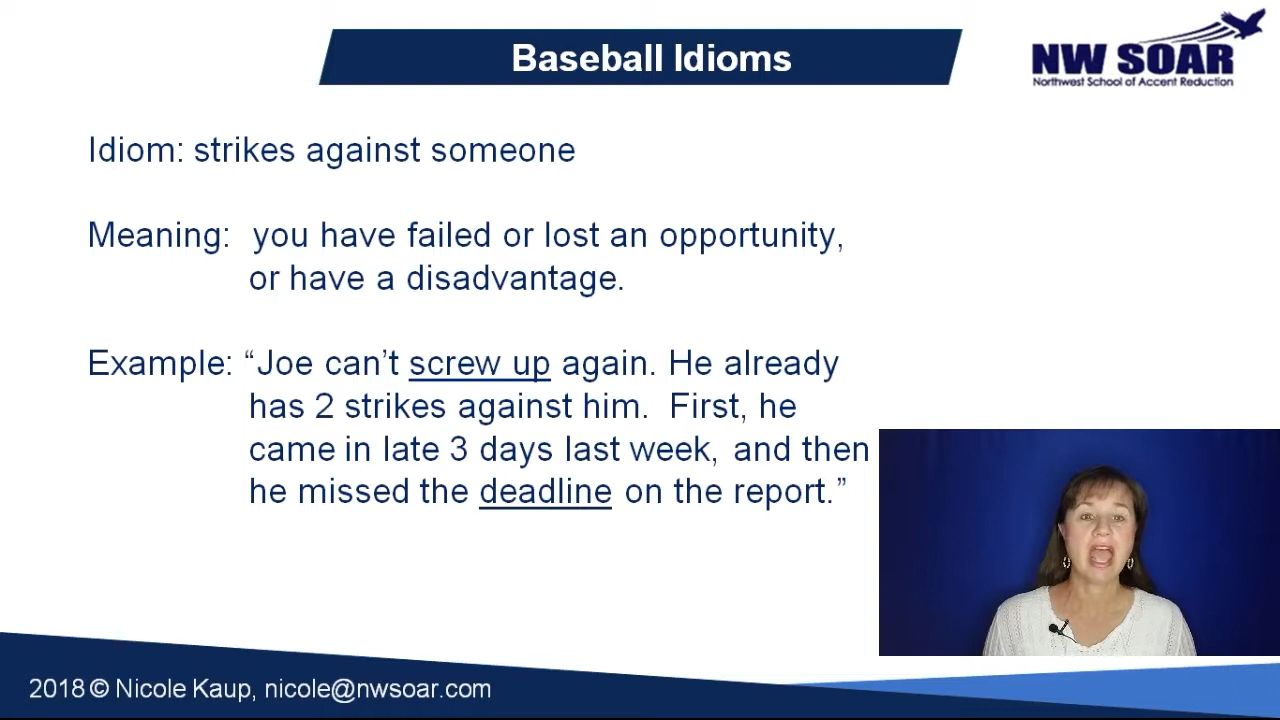 Baseball Idioms
NW SOAR
Northwest School of Accent Reduction
Idiom: strikes against someone
Meaning: you have failed or lost an opportunity,
or have a disadvantage.
Example: “Joe can’t screw up again. He already
has 2 strikes against him. First, he
came in late 3 days last week, and then
he missed the deadline on the report.”
2018 © Nicole Kaup, nicole@nwsoar.com